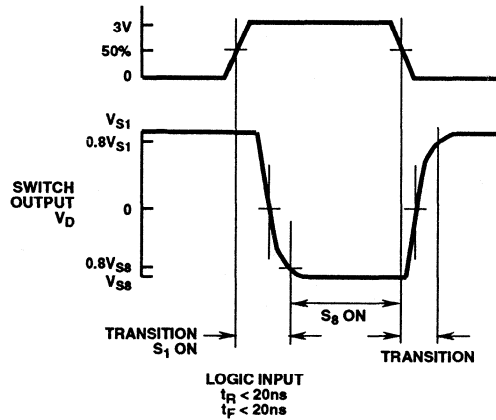 3V
50%
0
VS1
0.8VS1
SWITCH
OUTPUT
VD
0
0.8VS8
VS8
S8 ON
TRANSITION
S1 ON
TRANSITION
LOGIC INPUT
tR < 20ns
tF < 20ns